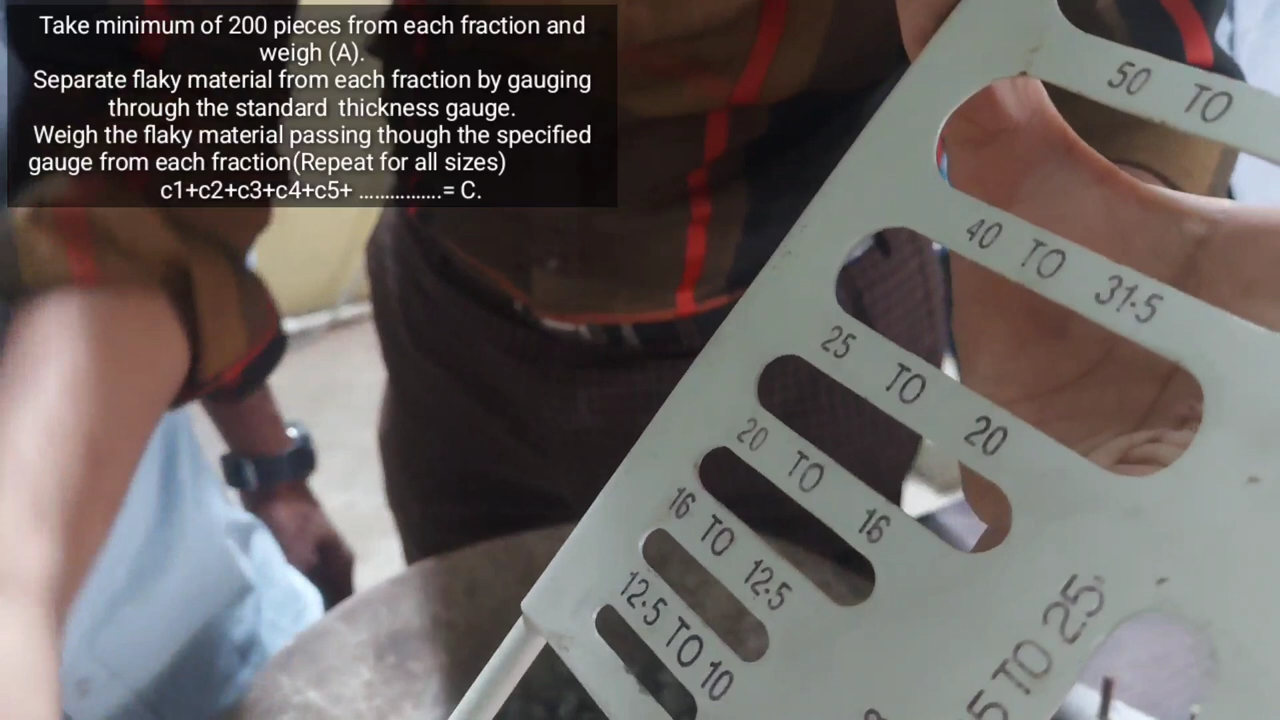 Take minimum of 200 pieces from each fraction and
weigh (A).
Separate flaky material from each fraction by gauging
through the standard thickness gauge.
Weigh the flaky material passing though the specified
gauge from each fraction(Repeat for all sizes)
c1+c2+c3+c4+c5+ ...............= C.
50 TO
40 TO 31·5
25 TO 20
20 TO 16
16 TO 12·5
12·5 TO 10
5 TO 25